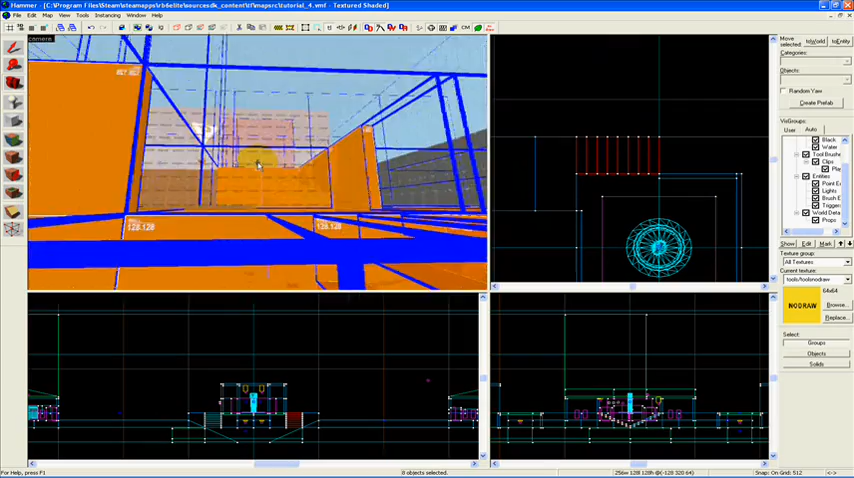 Hammer - [C:\Program Files\Steam\steamapps\rb6elite\sourcesdk_content\tf\mapsrc\tutorial_4.vmf - Textured Shaded]
File Edit Map View Tools Instancing Window Help
camera
Move
selected:
toWorld
toEntity
Categories:
Objects:
Random Yaw
Create Prefab
VisGroups:
User Auto
Black
Water
Tool Brushe
Clips
Entities
Point E
Lights
Brush E
Triggers
World Deta
Props
Show Edit Mark
Texture group:
All Textures
Current texture:
tools/toolsnodraw
64x64
NODRAW
Browse...
Replace...
Select:
Groups
Objects
Solids
128.128
128.128
For Help, press F1
0 objects selected.
256w 128l 128h @(-128 320 64)
Snap: On Grid: 512